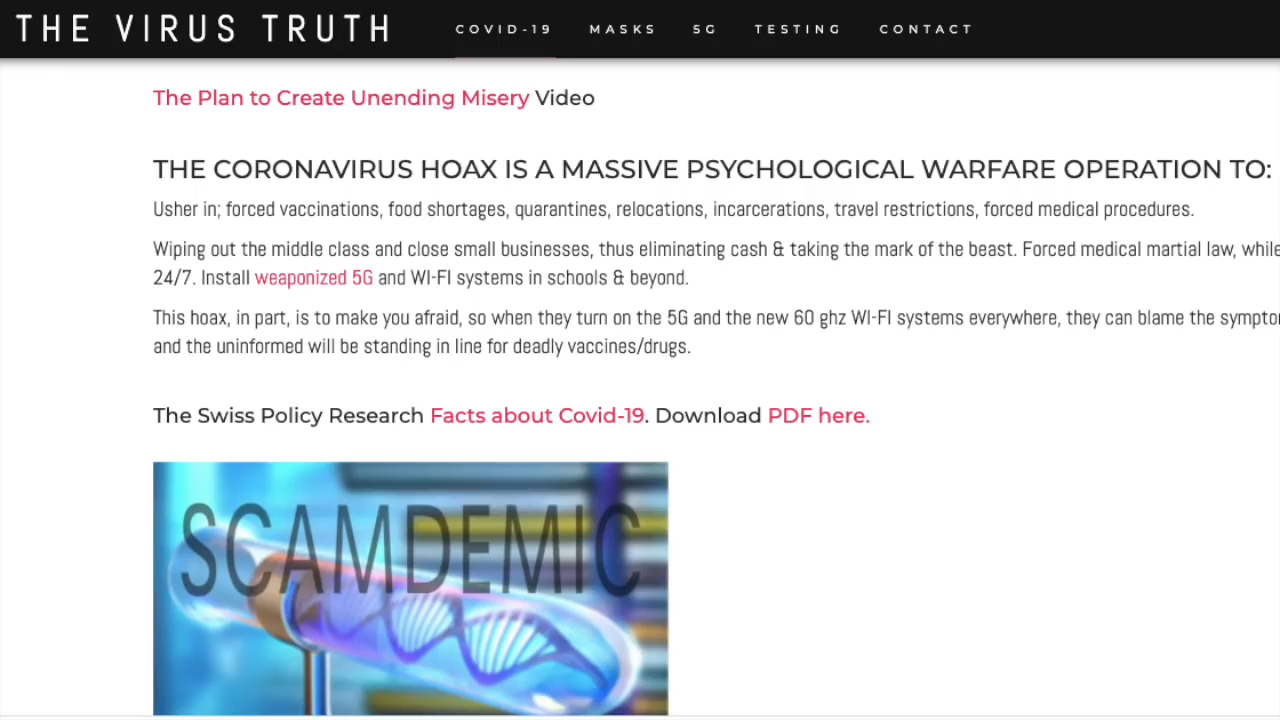 THE VIRUS TRUTH
COVID-19 MASKS 5G TESTING CONTACT
The Plan to Create Unending Misery Video
THE CORONAVIRUS HOAX IS A MASSIVE PSYCHOLOGICAL WARFARE OPERATION TO:
Usher in; forced vaccinations, food shortages, quarantines, relocations, incarcerations, travel restrictions, forced medical procedures.
Wiping out the middle class and close small businesses, thus eliminating cash & taking the mark of the beast. Forced medical martial law, while
24/7. Install weaponized 5G and WI-FI systems in schools & beyond.
This hoax, in part, is to make you afraid, so when they turn on the 5G and the new 60 ghz WI-FI systems everywhere, they can blame the
and the uninformed will be standing in line for deadly vaccines/drugs.
The Swiss Policy Research Facts about Covid-19. Download PDF here.
SCAMDEMIC